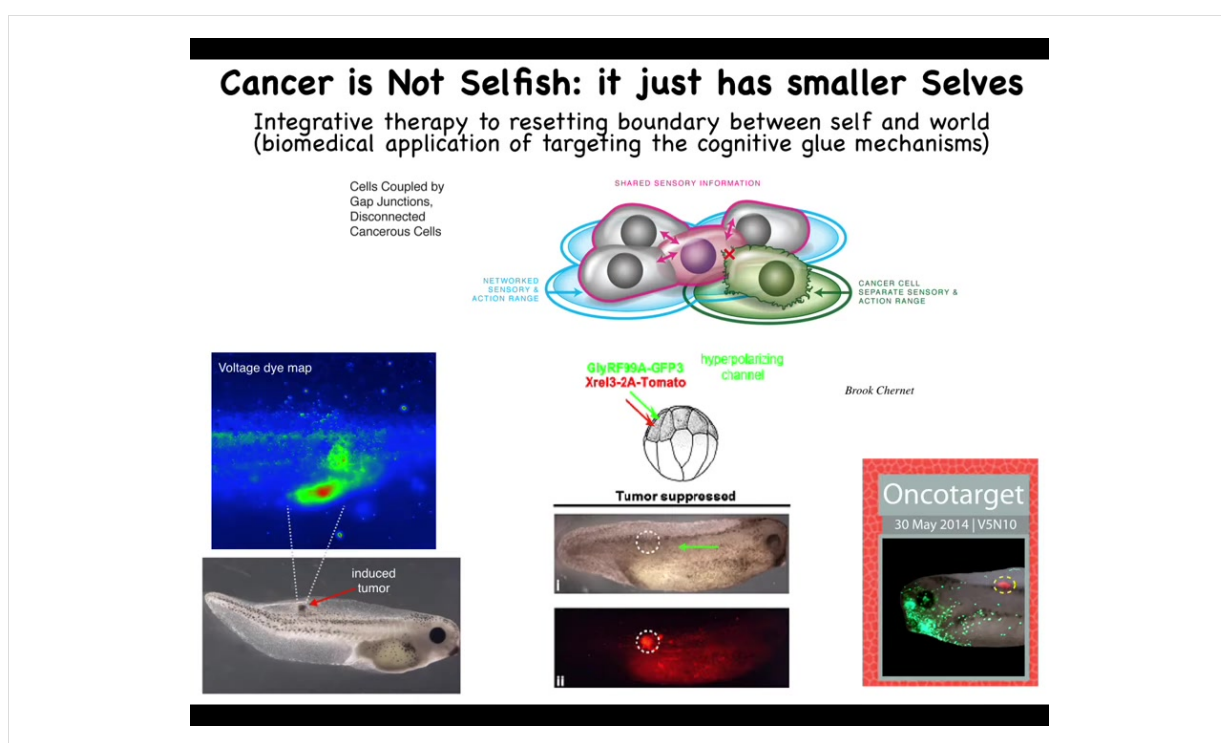 Cancer is Not Selfish: it just has smaller Selves
Integrative therapy to resetting boundary between self and world
(biomedical application of targeting the cognitive glue mechanisms)
Cells Coupled by
Gap Junctions,
Disconnected
Cancerous Cells
SHARED SENSORY INFORMATION
NETWORKED
SENSORY &
ACTION RANGE
CANCER CELL
SEPARATE SENSORY &
ACTION RANGE
Voltage dye map
induced
tumor
GlyRF99A-GFP3
Xrel3-2A-Tomato
hyperpolarizing
channel
Brook Chernet
Tumor suppressed
i
ii
Oncotarget
30 May 2014 | V5N10